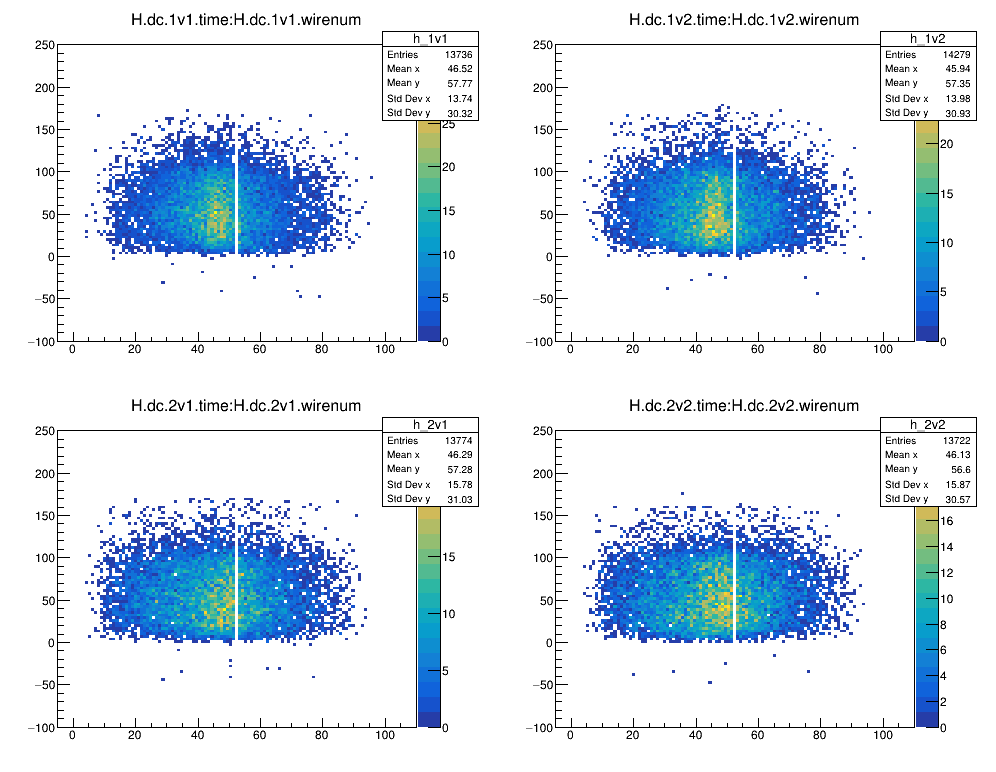 H.dc.1v1.time:H.dc.1v1.wirenum
h_1v1
Entries 13736
Mean x 46.52
Mean y 57.77
Std Dev x 13.74
Std Dev y 30.32
250
200
150
100
50
0
−50
−100
0 20 40 60 80 100
25
20
15
10
5
0
H.dc.1v2.time:H.dc.1v2.wirenum
h_1v2
Entries 14279
Mean x 45.94
Mean y 57.35
Std Dev x 13.98
Std Dev y 30.93
250
200
150
100
50
0
−50
−100
0 20 40 60 80 100
20
15
10
5
0
H.dc.2v1.time:H.dc.2v1.wirenum
h_2v1
Entries 13774
Mean x 46.29
Mean y 57.28
Std Dev x 15.78
Std Dev y 31.03
250
200
150
100
50
0
−50
−100
0 20 40 60 80 100
15
10
5
0
H.dc.2v2.time:H.dc.2v2.wirenum
h_2v2
Entries 13722
Mean x 46.13
Mean y 56.6
Std Dev x 15.87
Std Dev y 30.57
250
200
150
100
50
0
−50
−100
0 20 40 60 80 100
16
14
12
10
8
6
4
2
0